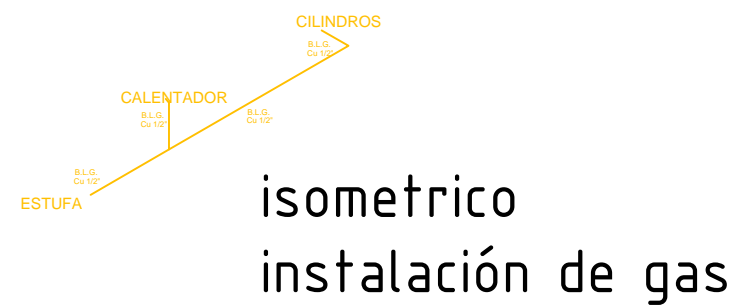 CILINDROS
B.L.G.
Cu 1/2"
CALENTADOR
B.L.G.
Cu 1/2"
B.L.G.
Cu 1/2"
B.L.G.
Cu 1/2"
ESTUFA
isometrico
instalación de gas